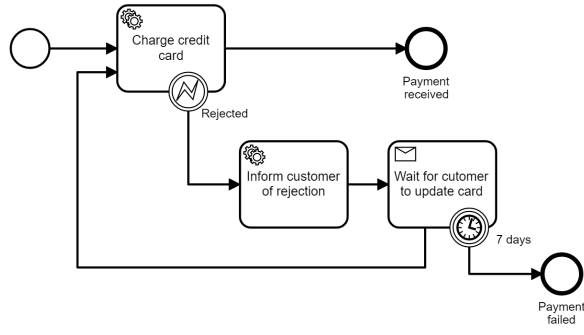 Charge credit
card
Payment
received
Rejected
Inform customer
of rejection
Wait for cutomer
to update card
7 days
Payment
failed